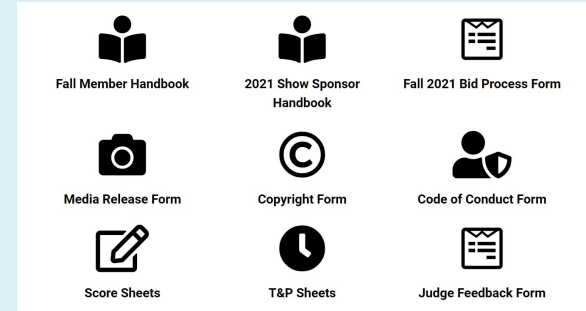 Fall Member Handbook
2021 Show Sponsor
Handbook
Fall 2021 Bid Process Form
Media Release Form
Copyright Form
Code of Conduct Form
Score Sheets
T&P Sheets
Judge Feedback Form